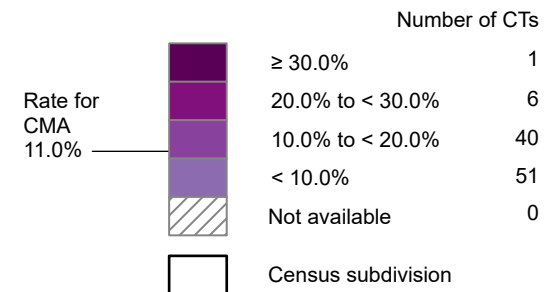 Number of CTs
≥ 30.0% 1
20.0% to < 30.0% 6
Rate for
CMA
11.0%
10.0% to < 20.0% 40
< 10.0% 51
Not available 0
Census subdivision